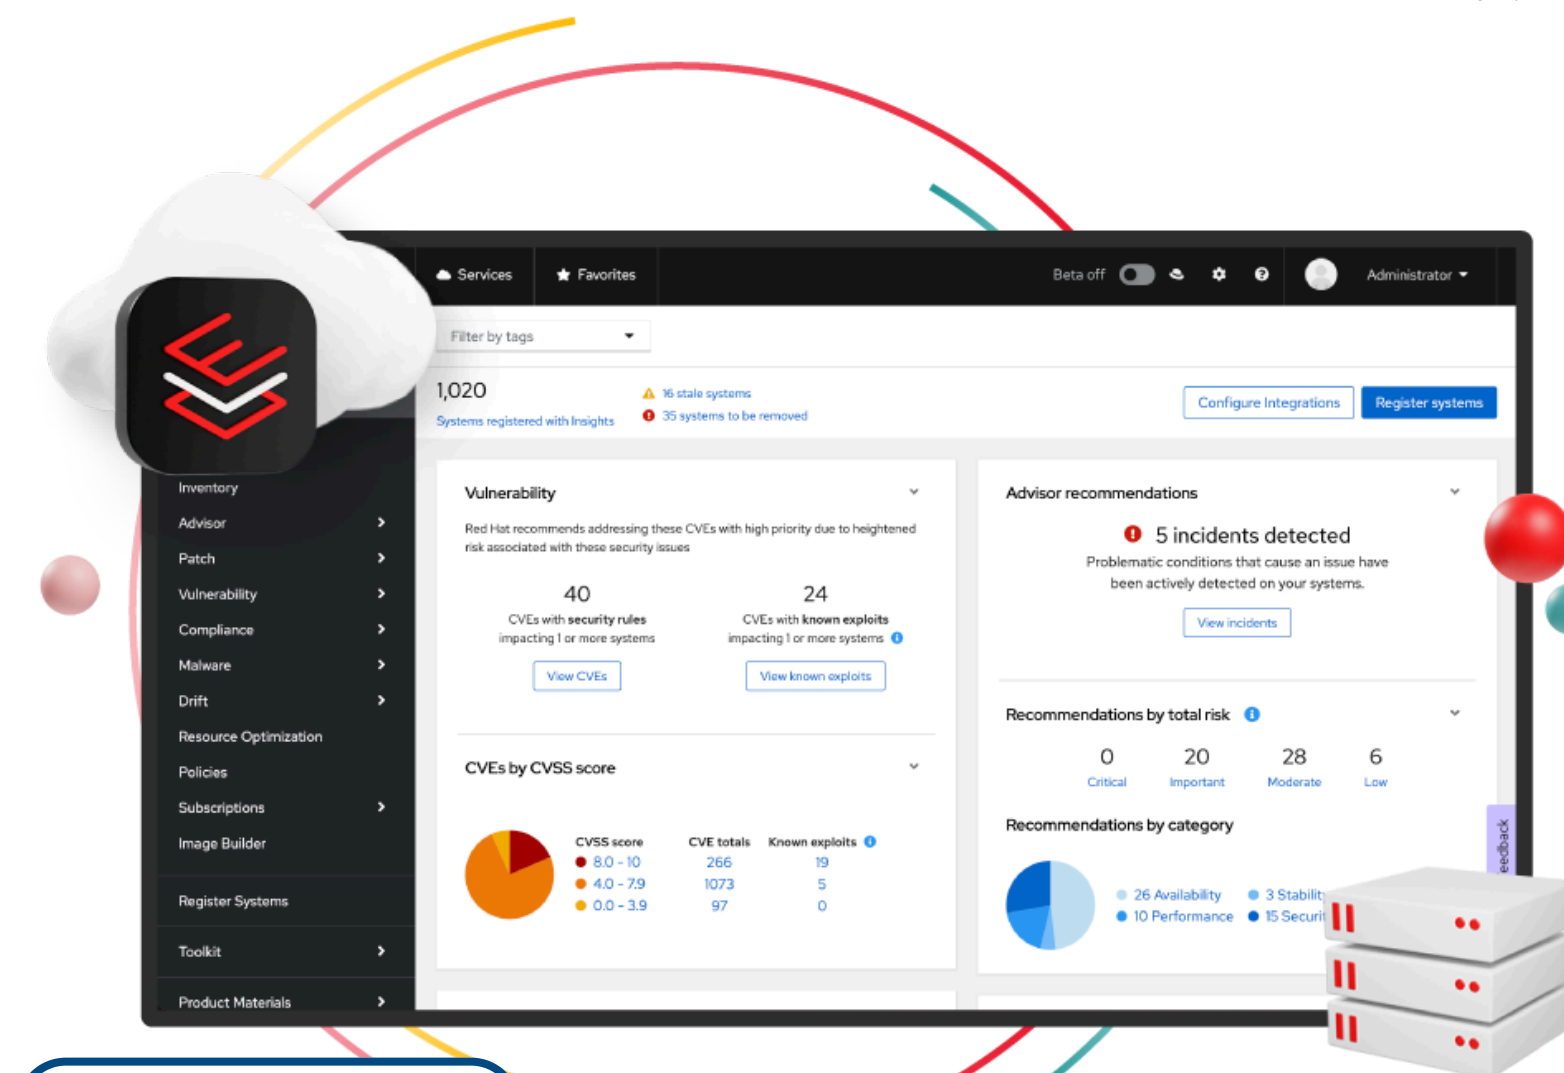 Services
Favorites
Beta off
Administrator
Filter by tags
1,020
Systems registered with Insights
16 stale systems
35 systems to be removed
Configure Integrations
Register systems
Inventory
Advisor
Patch
Vulnerability
Compliance
Malware
Drift
Resource Optimization
Policies
Subscriptions
Image Builder
Register Systems
Toolkit
Product Materials
Vulnerability
Red Hat recommends addressing these CVEs with high priority due to heightened
risk associated with these security issues
40
CVEs with security rules
impacting 1 or more systems
View CVEs
24
CVEs with known exploits
impacting 1 or more systems
View known exploits
CVEs by CVSS score
CVSS score CVE totals Known exploits
8.0 - 10 266 19
4.0 - 7.9 1073 5
0.0 - 3.9 97 0
Advisor recommendations
5 incidents detected
Problematic conditions that cause an issue have
been actively detected on your systems.
View incidents
Recommendations by total risk
0 20 28 6
Critical Important Moderate Low
Recommendations by category
26 Availability 3 Stability
10 Performance 15 Securit
eedback